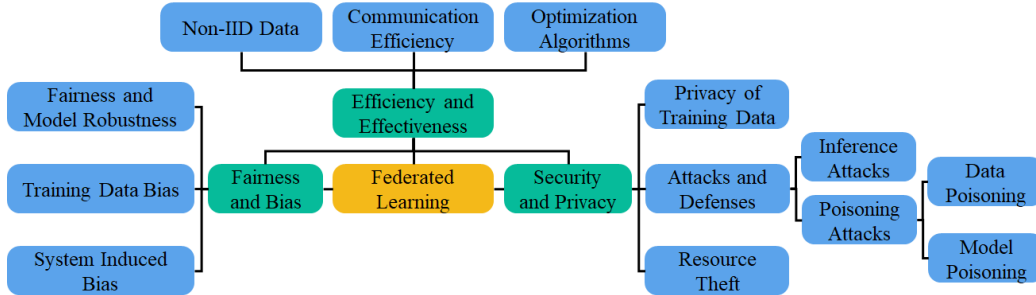 Non-IID Data
Communication
Efficiency
Optimization
Algorithms
Efficiency and
Effectiveness
Fairness and
Model Robustness
Training Data Bias
System Induced
Bias
Fairness
and Bias
Federated
Learning
Security
and Privacy
Privacy of
Training Data
Attacks and
Defenses
Resource
Theft
Inference
Attacks
Poisoning
Attacks
Data
Poisoning
Model
Poisoning